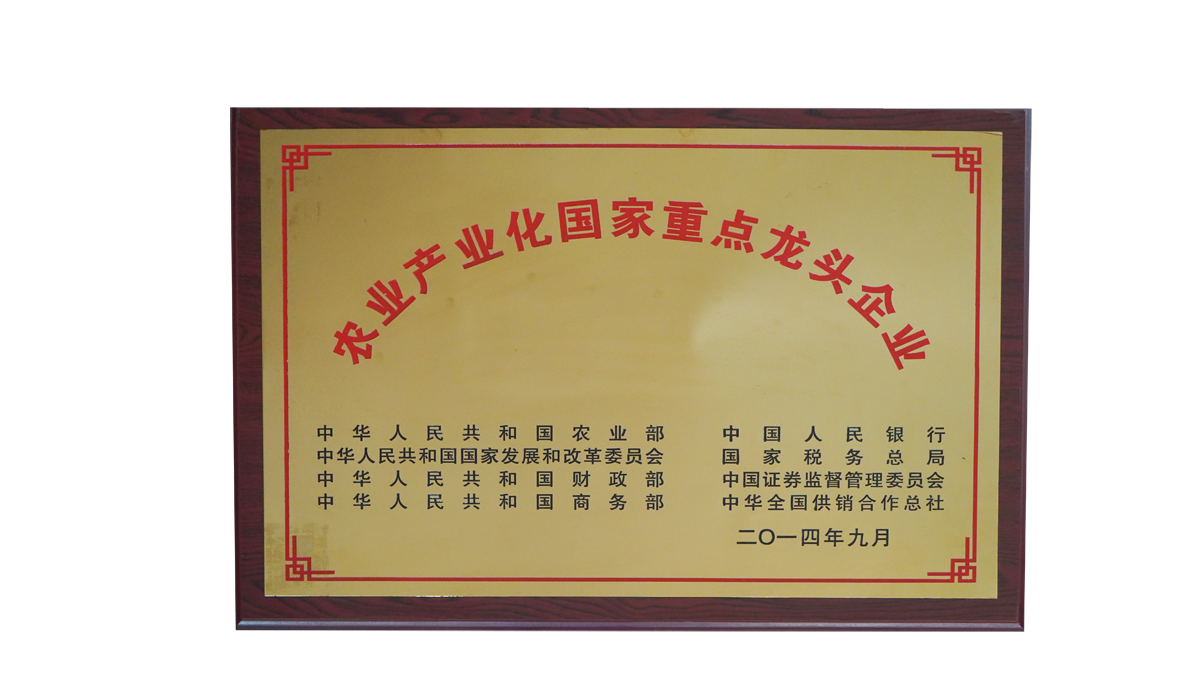 农业产业化国家重点龙头企业
中华人民共和国农业部
中华人民共和国国家发展和改革委员会
中华人民共和国财政部
中华人民共和国商务部
中国人民银行
国家税务总局
中国证券监督管理委员会
中华全国供销合作总社
二〇一四年九月